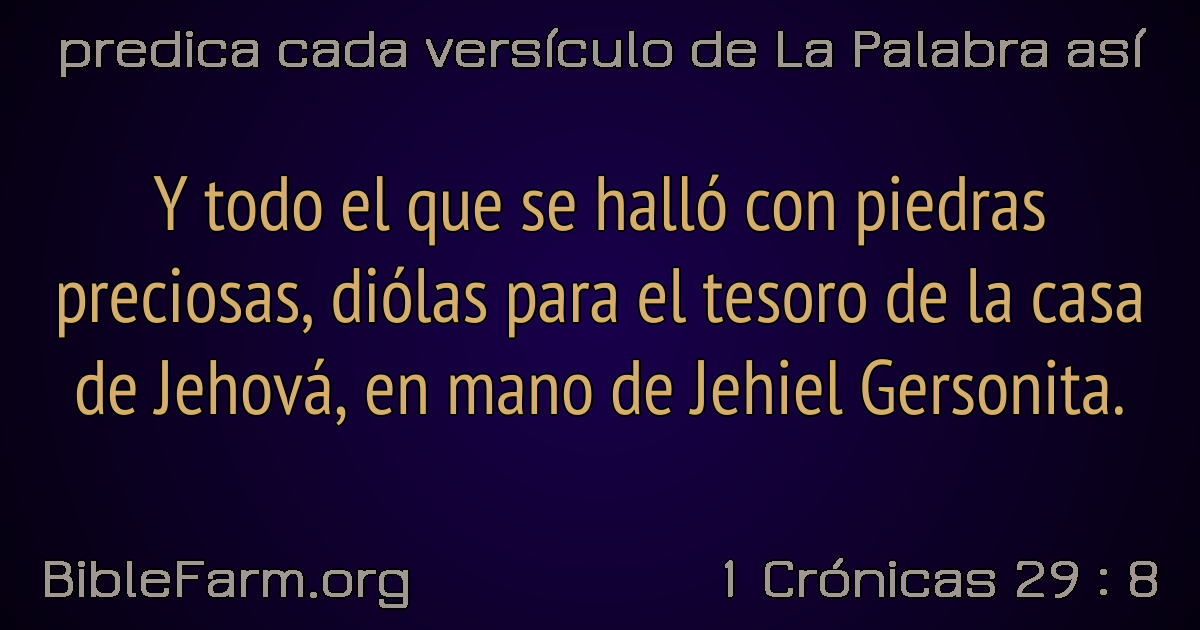 predica cada versículo de La Palabra así
Y todo el que se halló con piedras
preciosas, diólas para el tesoro de la casa
de Jehová, en mano de Jehiel Gersonita.
BibleFarm.org
1 Crónicas 29 : 8